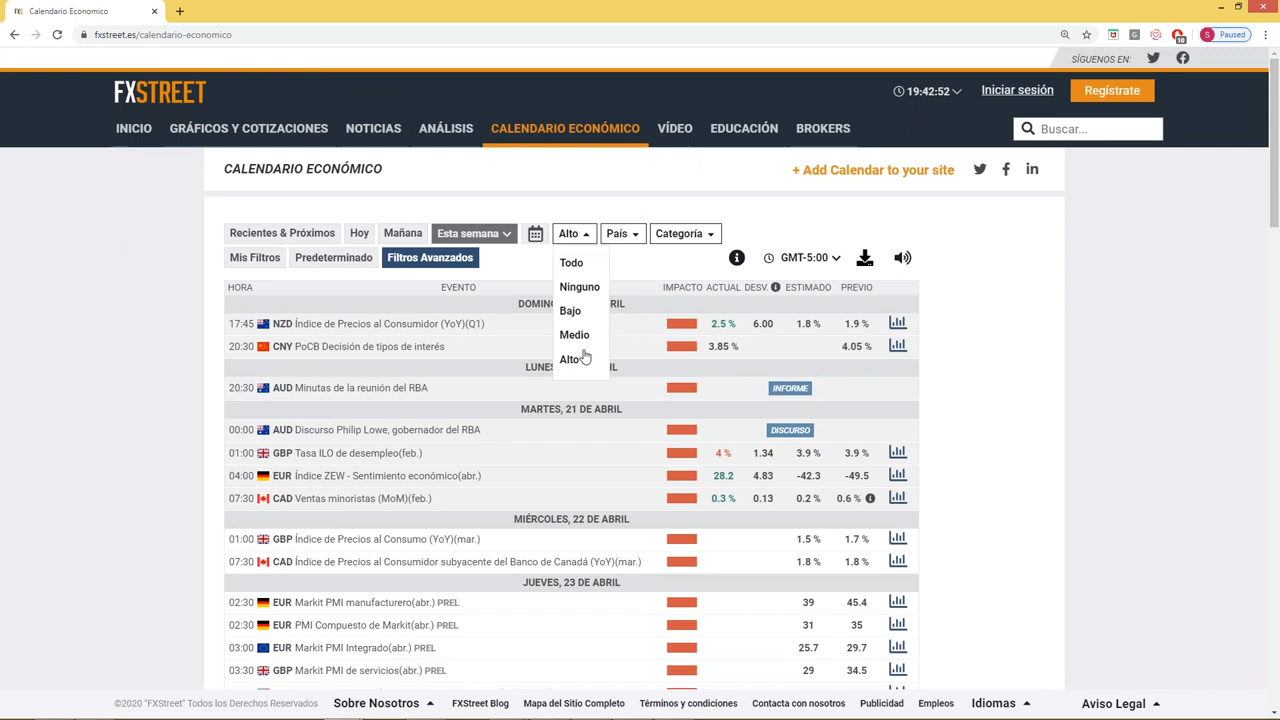 Calendario Economico
fxstreet.es/calendario-economico
10
S Paused
SÍGUENOS EN:
FXSTREET
19:42:52
Iniciar sesión
Regístrate
INICIO GRÁFICOS Y COTIZACIONES NOTICIAS ANÁLISIS CALENDARIO ECONÓMICO VÍDEO EDUCACIÓN BROKERS
Buscar...
CALENDARIO ECONÓMICO
+ Add Calendar to your site
Recientes & Próximos Hoy Mañana Esta semana Alto País Categoría
Mis Filtros Predeterminado Filtros Avanzados
GMT-5:00
Todo
Ninguno
Bajo
Medio
Alto
HORA EVENTO IMPACTO ACTUAL DESV. ESTIMADO PREVIO
17:45 NZD Índice de Precios al Consumidor (YoY)(Q1) 2.5 % 6.00 1.8 % 1.9 %
20:30 CNY PoCB Decisión de tipos de interés 3.85 % 4.05 %
20:30 AUD Minutas de la reunión del RBA INFORME
MARTES, 21 DE ABRIL
00:00 AUD Discurso Philip Lowe, gobernador del RBA DISCURSO
01:00 GBP Tasa ILO de desempleo(feb.) 4 % 1.34 3.9 % 3.9 %
04:00 EUR Índice ZEW - Sentimiento económico(abr.) 28.2 4.83 -42.3 -49.5
07:30 CAD Ventas minoristas (MoM)(feb.) 0.3 % 0.13 0.2 % 0.6 %
MIÉRCOLES, 22 DE ABRIL
01:00 GBP Índice de Precios al Consumo (YoY)(mar.) 1.5 % 1.7 %
07:30 CAD Índice de Precios al Consumidor subyacente del Banco de Canadá (YoY)(mar.) 1.8 % 1.8 %
JUEVES, 23 DE ABRIL
02:30 EUR Markit PMI manufacturero(abr.) PREL 39 45.4
02:30 EUR PMI Compuesto de Markit(abr.) PREL 31 35
03:00 EUR Markit PMI Integrado(abr.) PREL 25.7 29.7
03:30 GBP Markit PMI de servicios(abr.) PREL 29 34.5
©2020 "FXStreet" Todos los Derechos Reservados
Sobre Nosotros FXStreet Blog Mapa del Sitio Completo Términos y condiciones Contacta con nosotros Publicidad Empleos Idiomas Aviso Legal